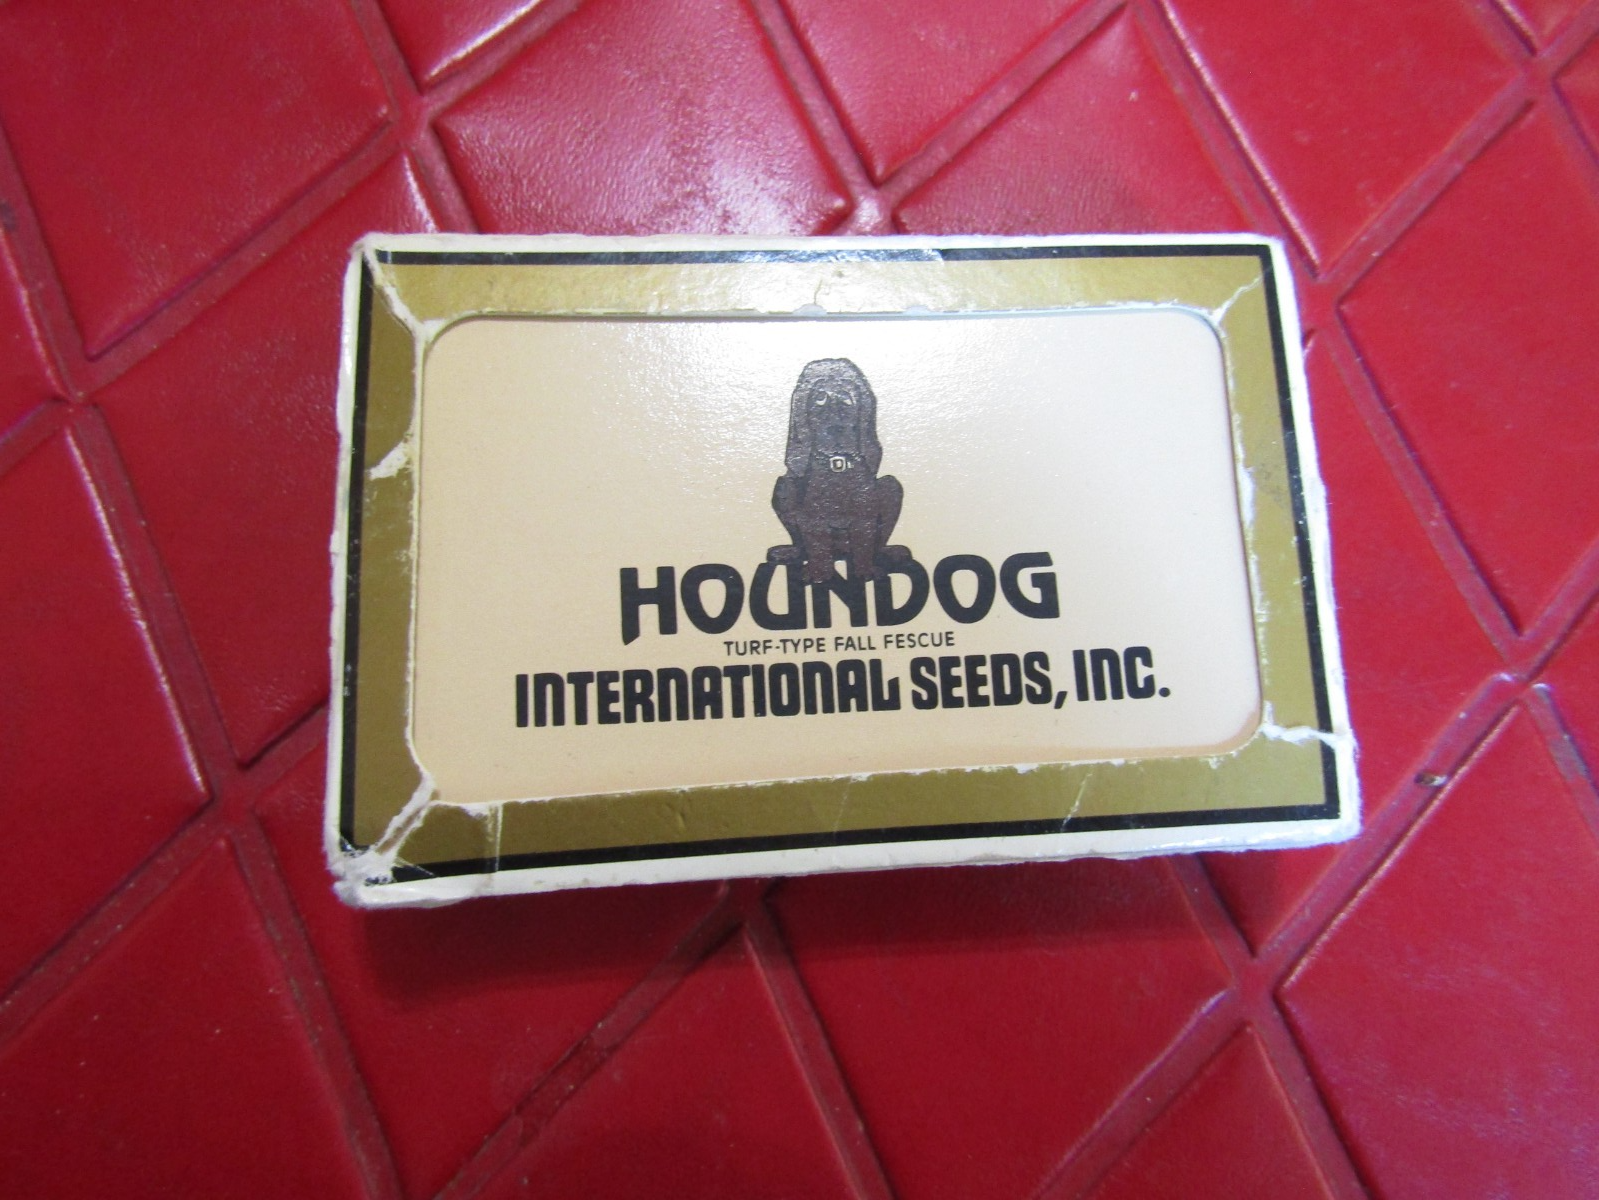 HOUNDOG
TURF-TYPE FALL FESCUE
INTERNATIONAL SEEDS, INC.